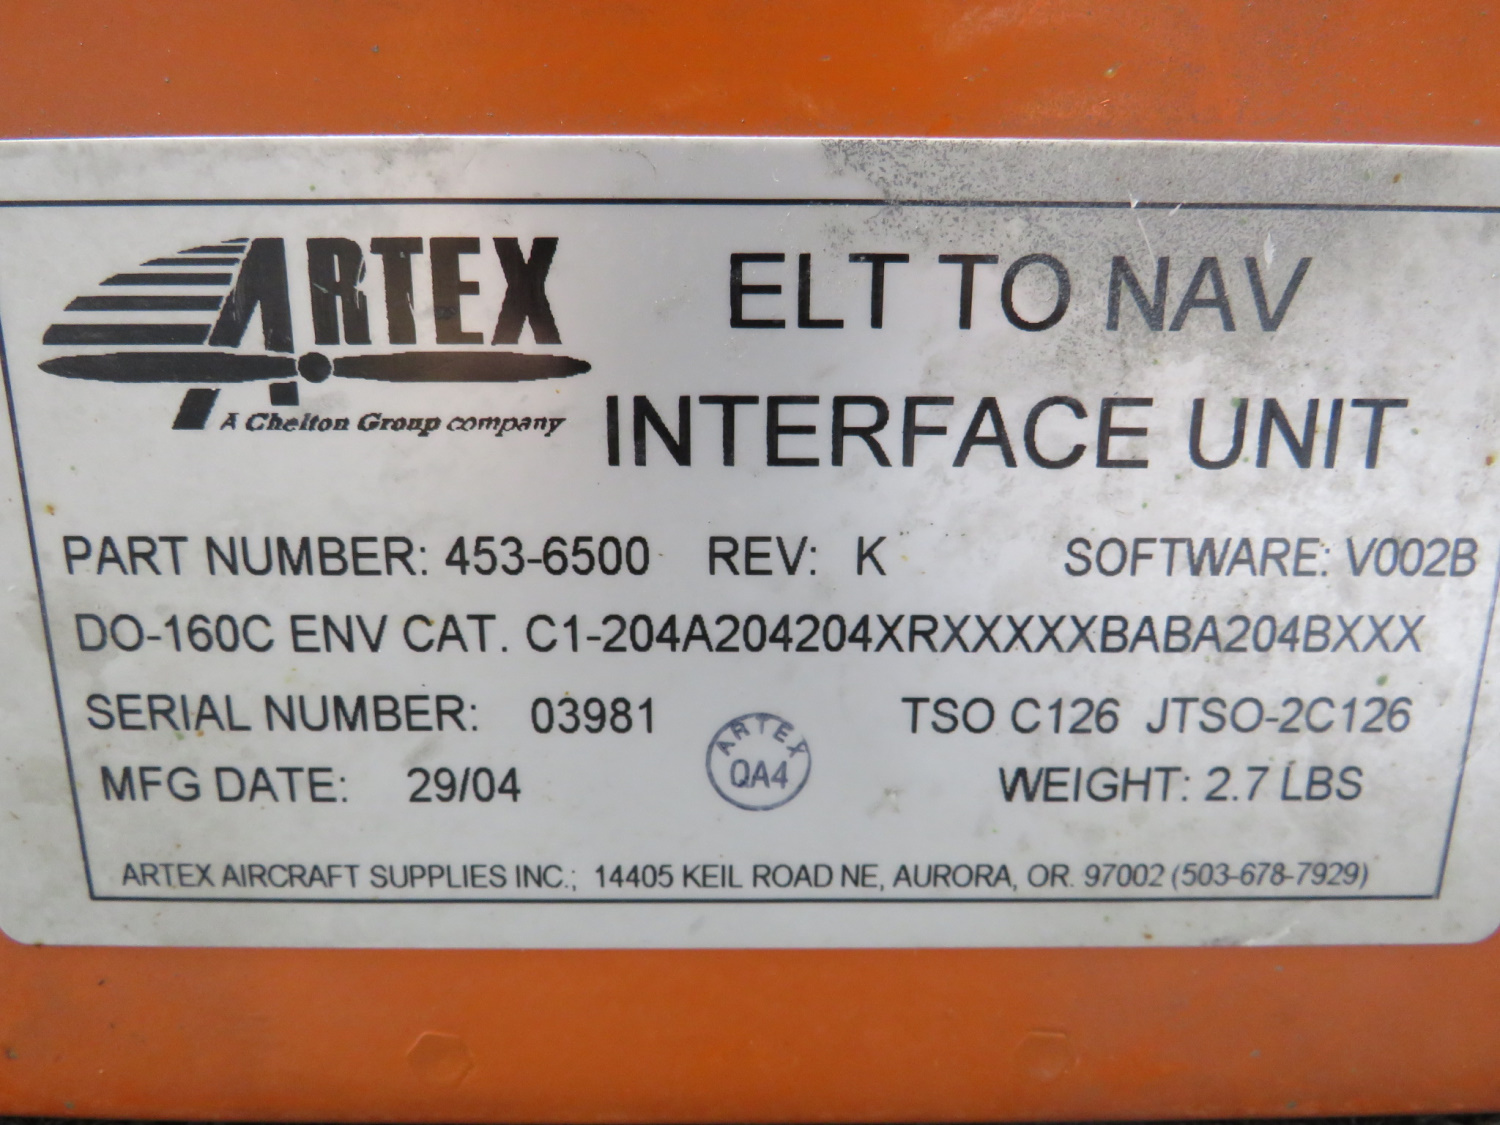 ARTEX
A Chelton Group company
ELT TO NAV
INTERFACE UNIT
PART NUMBER: 453-6500 REV: K SOFTWARE: V002B
DO-160C ENV CAT. C1-204A204204XRXXXXXBABA204BXXX
SERIAL NUMBER: 03981 TSO C126 JTSO-2C126
ARTEX
QA4
MFG DATE: 29/04 WEIGHT: 2.7 LBS
ARTEX AIRCRAFT SUPPLIES INC.; 14405 KEIL ROAD NE, AURORA, OR. 97002 (503-678-7929)